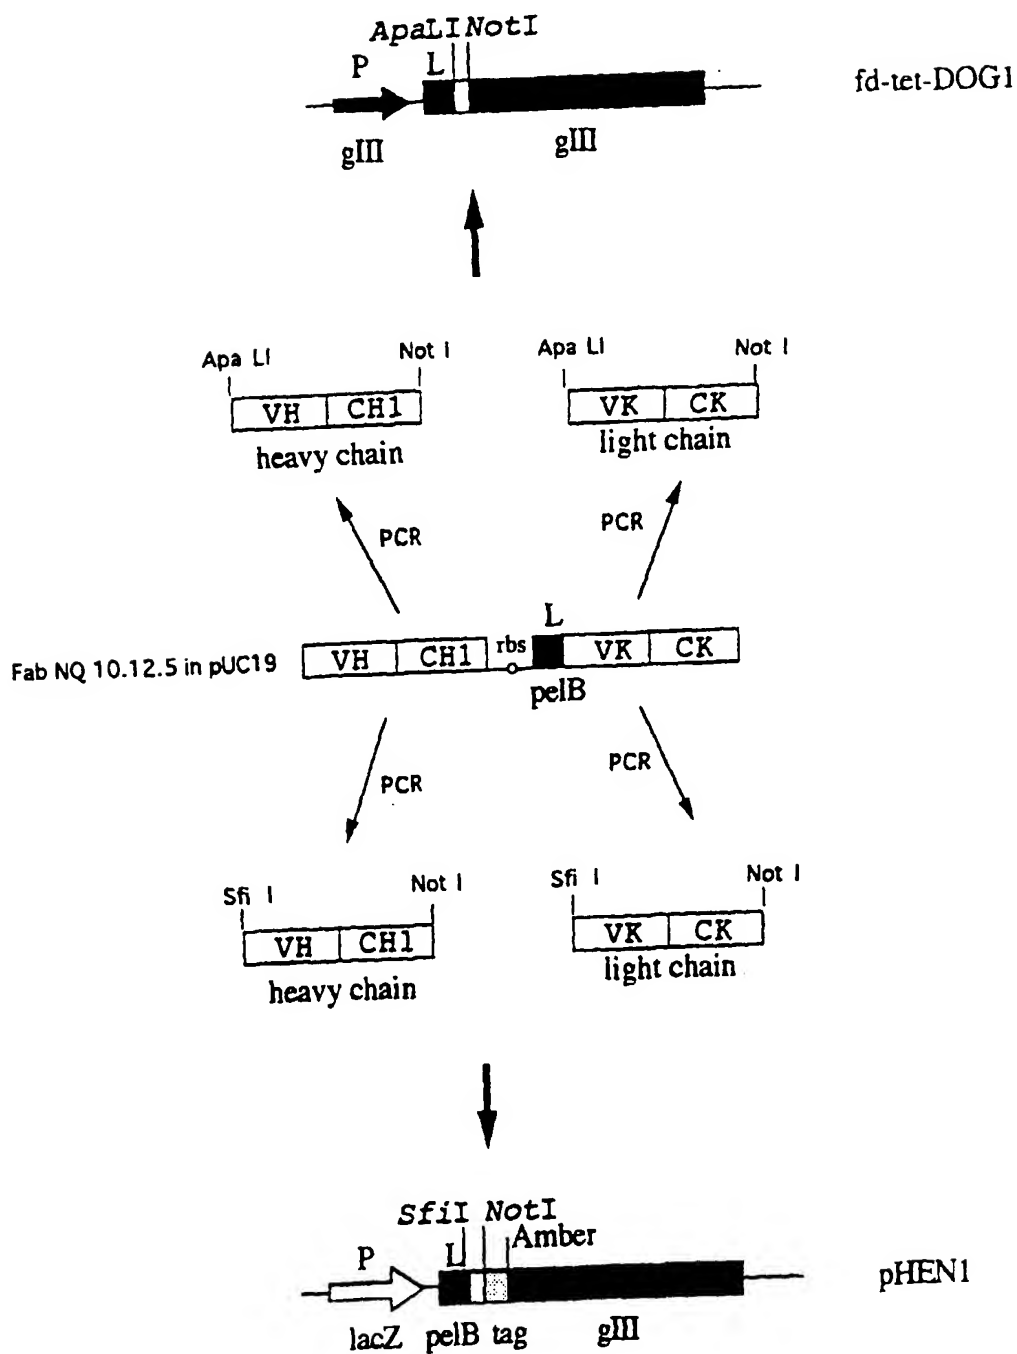 ApaLI NotI
P L
fd-tet-DOG1
gIII gIII
Apa LI Not I Apa LI Not I
VH CH1 VK CK
heavy chain light chain
PCR PCR
L
Fab NQ 10.12.5 in pUC19 VH CH1 rbs VK CK
pelB
PCR PCR
Sfi I Not I Sfi I Not I
VH CH1 VK CK
heavy chain light chain
SfiI NotI
P L Amber
pHEN1
lacZ pelB tag gIII